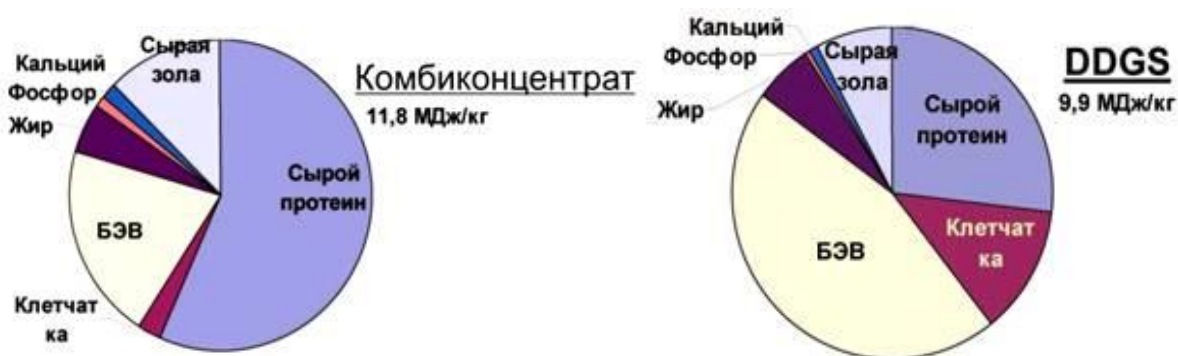 Сырая
зола
Кальций
Фосфор
Жир
Комбиконцентрат
11,8 МДж/кг
Сырой
протеин
БЭВ
Клетчат
ка
Кальций
Фосфор
Сырая
зола
Жир
DDGS
9,9 МДж/кг
Сырой
протеин
Клетчат
ка
БЭВ